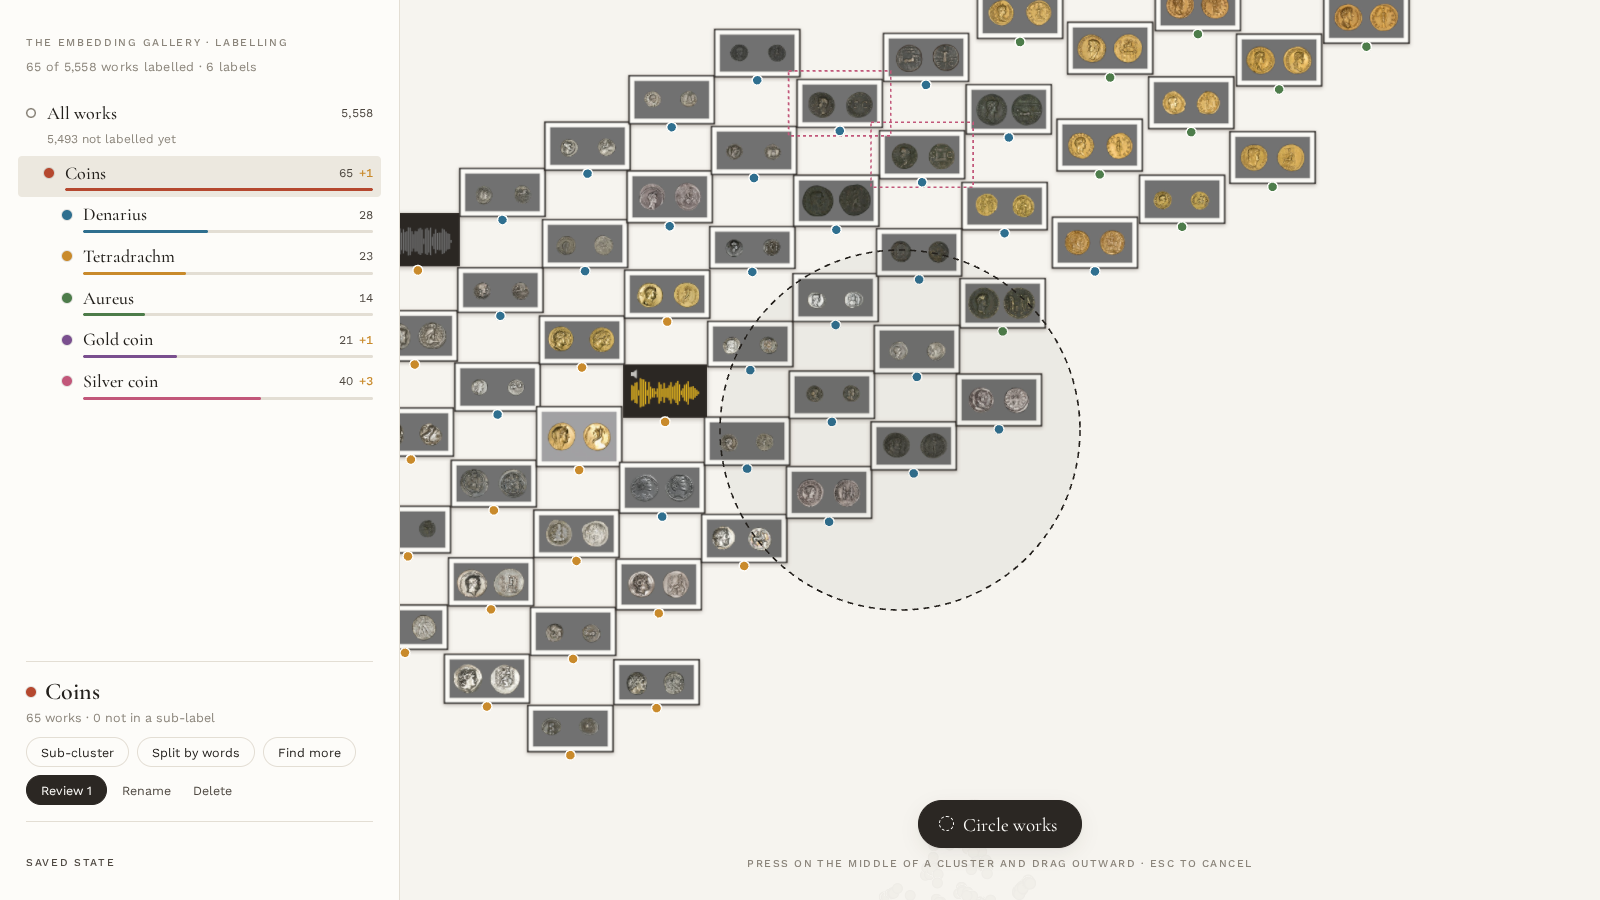 THE EMBEDDING GALLERY · LABELLING
65 of 5,558 works labelled · 6 labels
All works 5,558
5,493 not labelled yet
Coins 65 +1
Denarius 28
Tetradrachm 23
Aureus 14
Gold coin 21 +1
Silver coin 40 +3
Coins
65 works · 0 not in a sub-label
Sub-cluster Split by words Find more
Review 1 Rename Delete
SAVED STATE
Circle works
PRESS ON THE MIDDLE OF A CLUSTER AND DRAG OUTWARD · ESC TO CANCEL